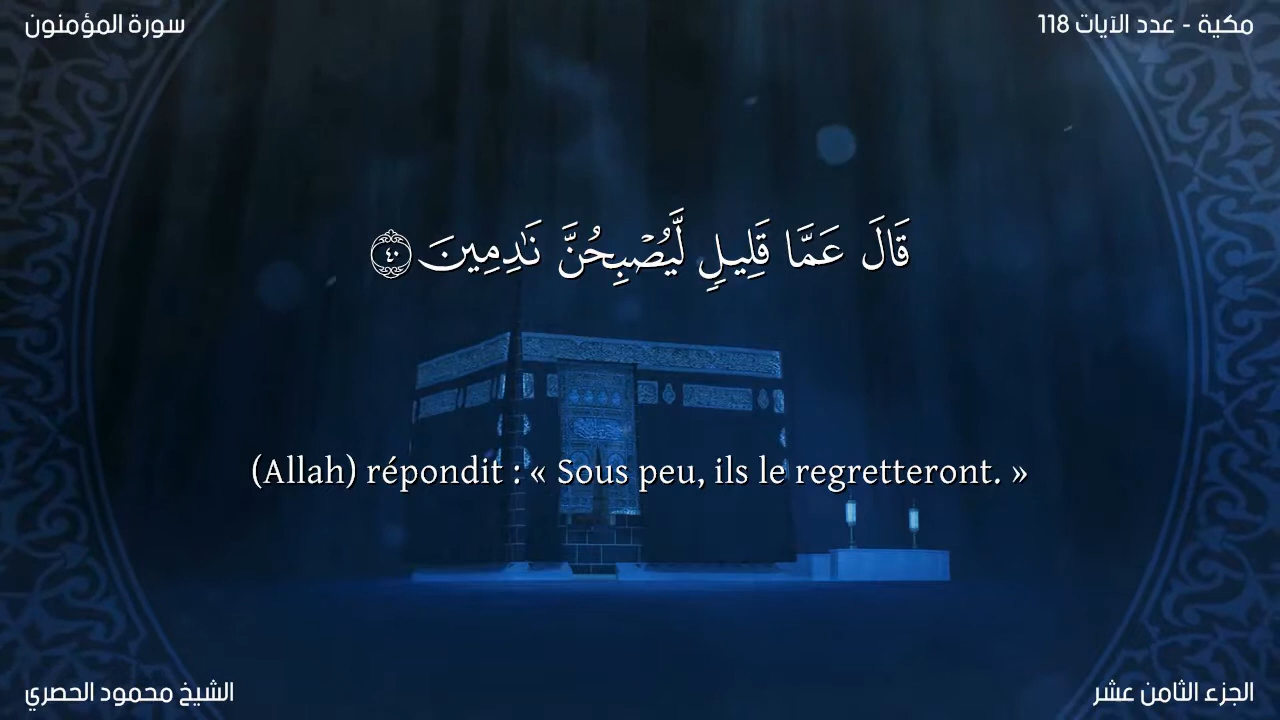 مكية - عدد الآيات 118
سورة المؤمنون
قَالَ عَمَّا قَلِيلٍ لَّيُصْبِحُنَّ نَـٰدِمِينَ ٤٠
(Allah) répondit : « Sous peu, ils le regretteront. »
الجزء الثامن عشر
الشيخ محمود الحصري